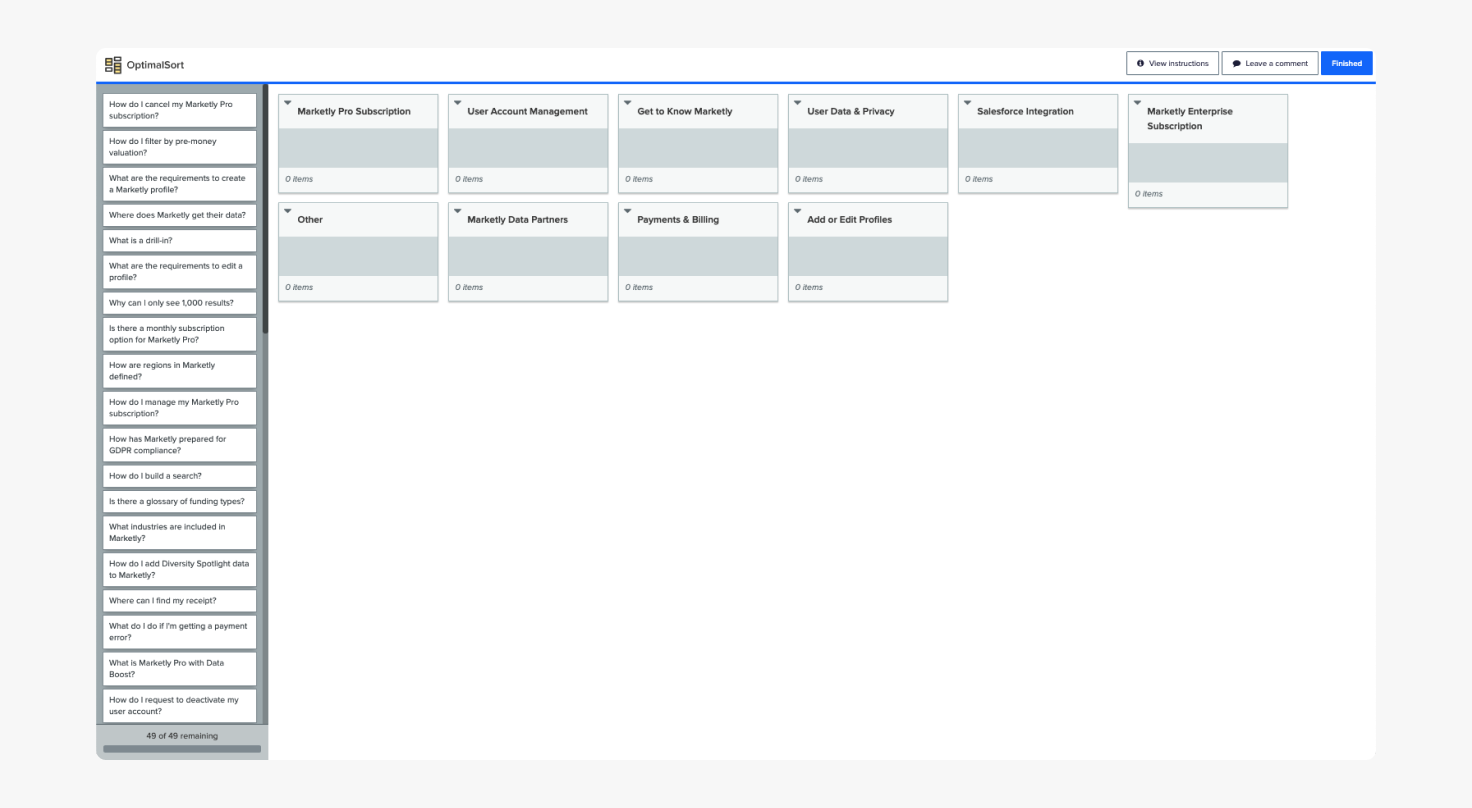 OptimalSort
View instructions
Leave a comment
Finished
How do I cancel my Marketly Pro
subscription?
How do I filter by pre-money
valuation?
What are the requirements to create
a Marketly profile?
Where does Marketly get their data?
What is a drill-in?
What are the requirements to edit a
profile?
Why can I only see 1,000 results?
Is there a monthly subscription
option for Marketly Pro?
How are regions in Marketly
defined?
How do I manage my Marketly Pro
subscription?
How has Marketly prepared for
GDPR compliance?
How do I build a search?
Is there a glossary of funding types?
What industries are included in
Marketly?
How do I add Diversity Spotlight data
to Marketly?
Where can I find my receipt?
What do I do if I'm getting a payment
error?
What is Marketly Pro with Data
Boost?
How do I request to deactivate my
user account?
49 of 49 remaining
Marketly Pro Subscription
0 items
User Account Management
0 items
Get to Know Marketly
0 items
User Data & Privacy
0 items
Salesforce Integration
0 items
Marketly Enterprise
Subscription
0 items
Other
0 items
Marketly Data Partners
0 items
Payments & Billing
0 items
Add or Edit Profiles
0 items